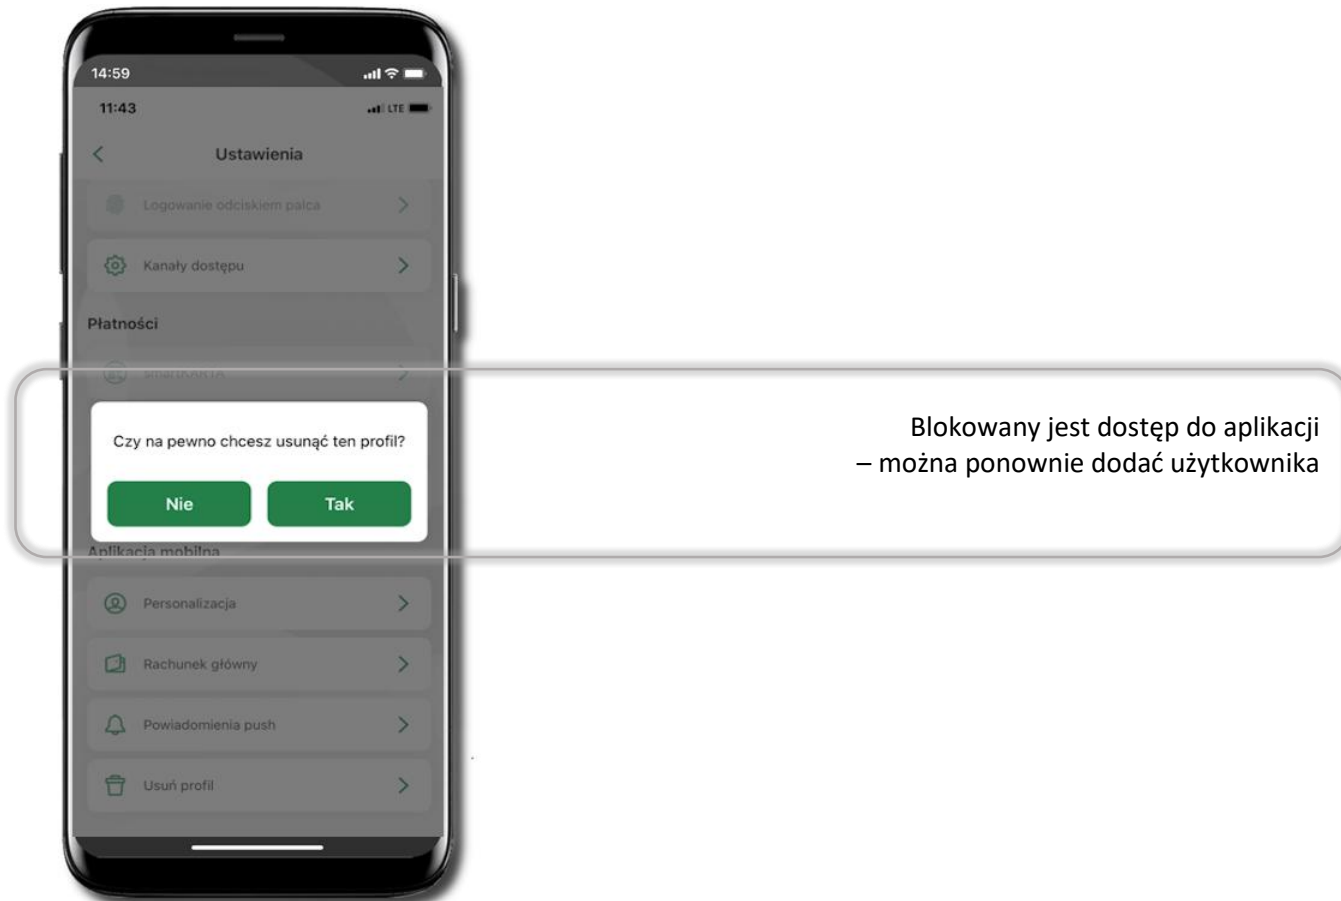 14:59
11:43
LTE
Ustawienia
Logowanie odciskiem palca
Kanały dostępu
Płatności
smartKARTA
Czy na pewno chcesz usunąć ten profil?
Nie
Tak
Blokowany jest dostęp do aplikacji
– można ponownie dodać użytkownika
Aplikacja mobilna
Personalizacja
Rachunek główny
Powiadomienia push
Usuń profil